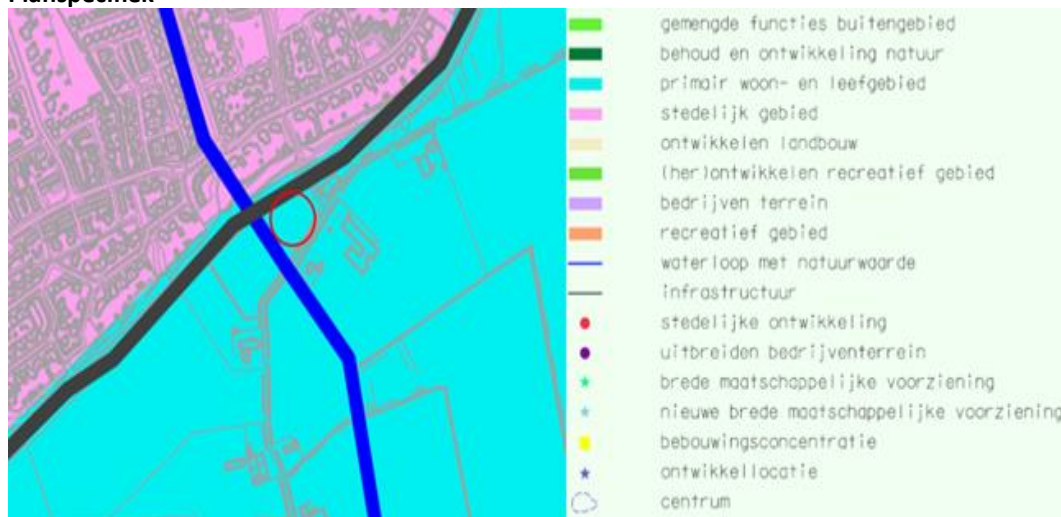 Planspecifiek
gemengde functies buitengebied
behoud en ontwikkeling natuur
primair woon- en leefgebied
stedelijk gebied
ontwikkelen landbouw
(her)ontwikkelen recreatief gebied
bedrijven terrein
recreatief gebied
waterloop met natuurwaarde
infrastructuur
stedelijke ontwikkeling
uitbreiden bedrijventerrein
brede maatschappelijke voorziening
nieuwe brede maatschappelijke voorziening
bebouwingsconcentratie
ontwikkellocatie
centrum